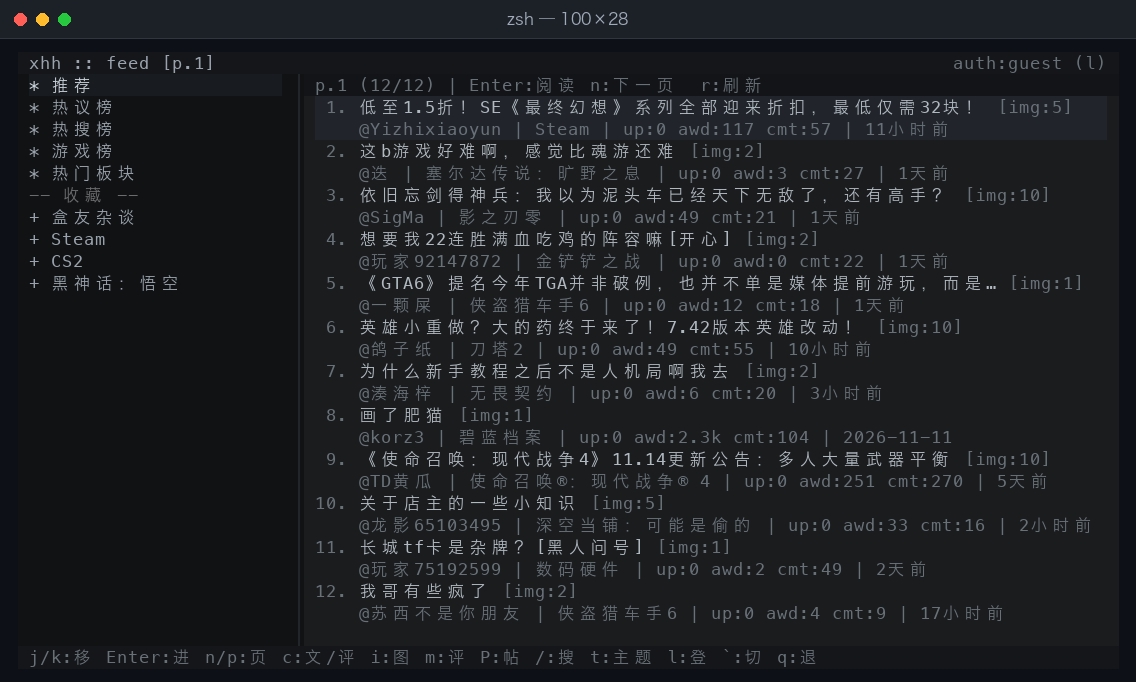 zsh — 100×28
xhh :: feed [p.1] auth:guest (l)
* 推荐
* 热议榜
* 热搜榜
* 游戏榜
* 热门板块
—— 收藏 ——
+ 盒友杂谈
+ Steam
+ CS2
+ 黑神话：悟空
p.1 (12/12) | Enter:阅读 n:下一页 r:刷新
1. 低至1.5折！SE《最终幻想》系列全部迎来折扣，最低仅需32块！ [img:5]
@Yizhixiaoyun | Steam | up:0 awd:117 cmt:57 | 11小时前
2. 这b游戏好难啊，感觉比魂游还难 [img:2]
@迭 | 塞尔达传说：旷野之息 | up:0 awd:3 cmt:27 | 1天前
3. 依旧忘剑得神兵：我以为泥头车已经天下无敌了，还有高手？ [img:10]
@SigMa | 影之刃零 | up:0 awd:49 cmt:21 | 1天前
4. 想要我22连胜满血吃鸡的阵容嘛[开心] [img:2]
@玩家92147872 | 金铲铲之战 | up:0 awd:0 cmt:22 | 1天前
5. 《GTA6》提名今年TGA并非破例，也并不单是媒体提前游玩，而是… [img:1]
@一颗屎 | 侠盗猎车手6 | up:0 awd:12 cmt:18 | 1天前
6. 英雄小重做？大的药终于来了！7.42版本英雄改动！ [img:10]
@鸽子纸 | 刀塔2 | up:0 awd:49 cmt:55 | 10小时前
7. 为什么新手教程之后不是人机局啊我去 [img:2]
@湊海梓 | 无畏契约 | up:0 awd:6 cmt:20 | 3小时前
8. 画了肥猫 [img:1]
@korz3 | 碧蓝档案 | up:0 awd:2.3k cmt:104 | 2026-11-11
9. 《使命召唤：现代战争4》11.14更新公告：多人大量武器平衡 [img:10]
@TD黄瓜 | 使命召唤®：现代战争® 4 | up:0 awd:251 cmt:270 | 5天前
10. 关于店主的一些小知识 [img:5]
@龙影65103495 | 深空当铺：可能是偷的 | up:0 awd:33 cmt:16 | 2小时前
11. 长城tf卡是杂牌？[黑人问号] [img:1]
@玩家75192599 | 数码硬件 | up:0 awd:2 cmt:49 | 2天前
12. 我哥有些疯了 [img:2]
@苏西不是你朋友 | 侠盗猎车手6 | up:0 awd:4 cmt:9 | 17小时前
j/k:移 Enter:进 n/p:页 c:文/评 i:图 m:评 P:帖 /:搜 t:主题 l:登 `:切 q:退